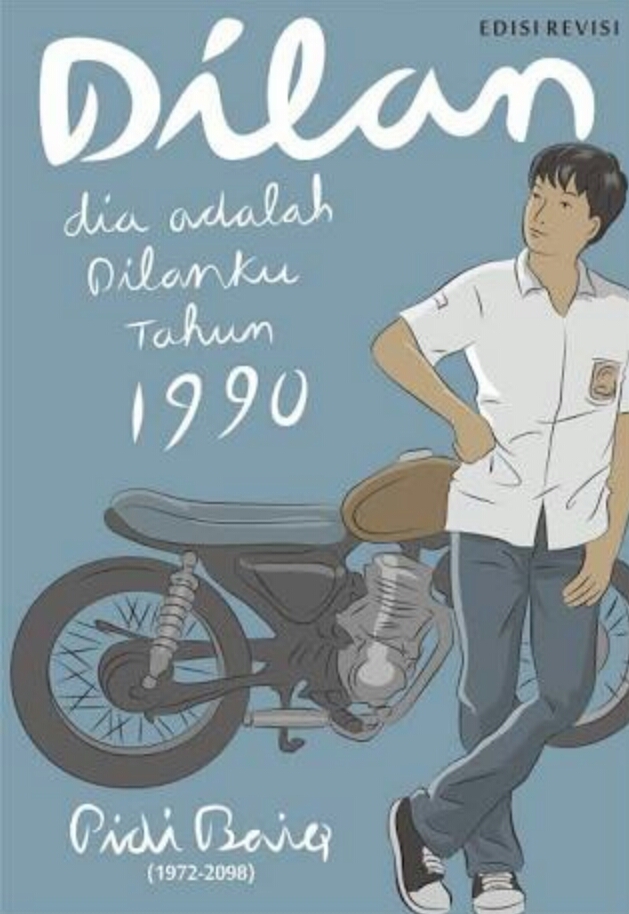 EDISI REVISI
Dilan
dia adalah
Dilanku
Tahun
1990
Pidi Baiq
(1972-2098)